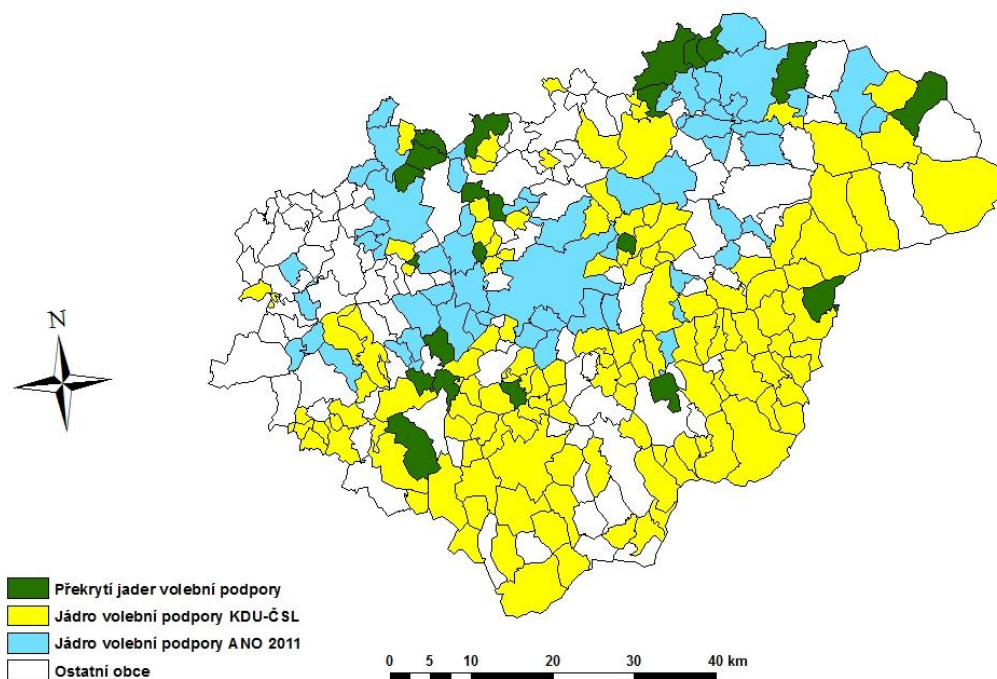 N
Překrytí jader volební podpory
Jádro volební podpory KDU-ČSL
Jádro volební podpory ANO 2011
Ostatní obce
0 5 10 20 30 40 km